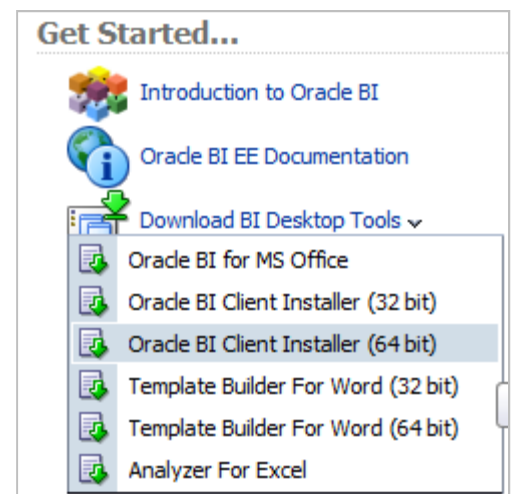 Get Started...
Introduction to Oracle BI
Oracle BI EE Documentation
Download BI Desktop Tools
Oracle BI for MS Office
Oracle BI Client Installer (32 bit)
Oracle BI Client Installer (64 bit)
Template Builder For Word (32 bit)
Template Builder For Word (64 bit)
Analyzer For Excel